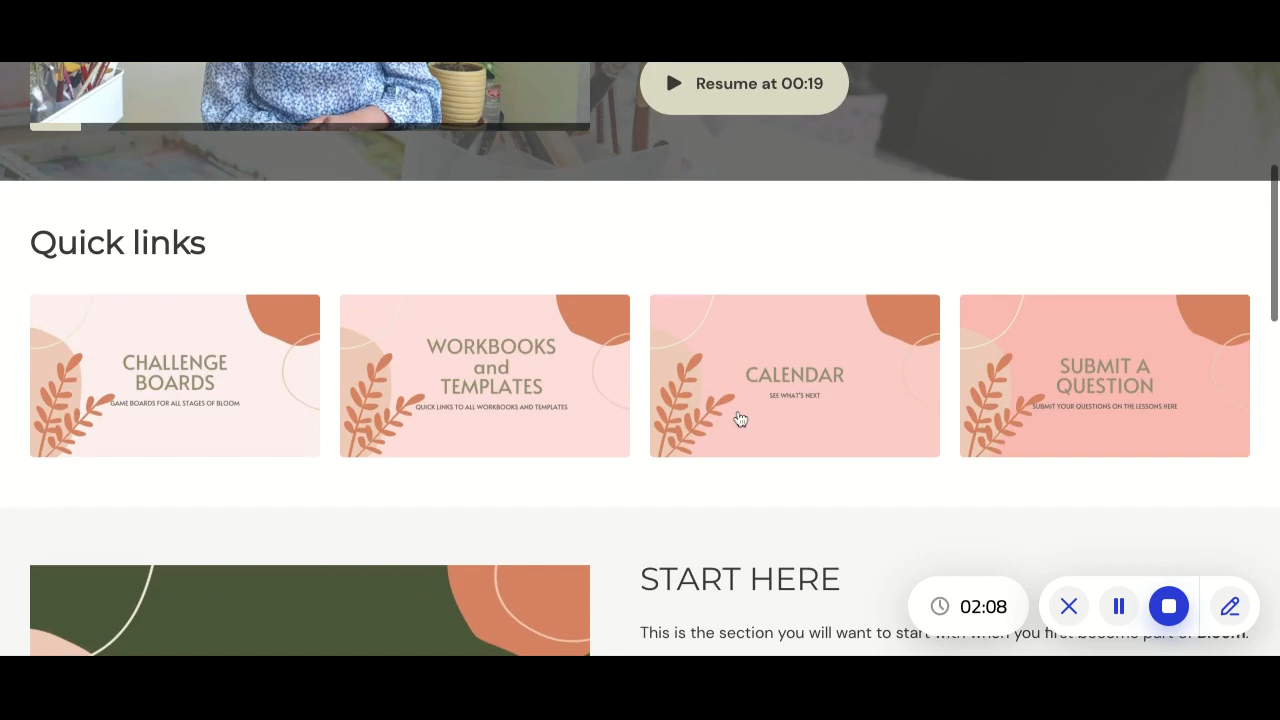 Resume at 00:19
Quick links
CHALLENGE
BOARDS
GAME BOARDS FOR ALL STAGES OF BLOOM
WORKBOOKS
and
TEMPLATES
QUICK LINKS TO ALL WORKBOOKS AND TEMPLATES
CALENDAR
SEE WHAT'S NEXT
SUBMIT A
QUESTION
SUBMIT YOUR QUESTIONS ON THE LESSONS HERE
START HERE
02:08
This is the section you will want to start with when you first become part of Bloom.